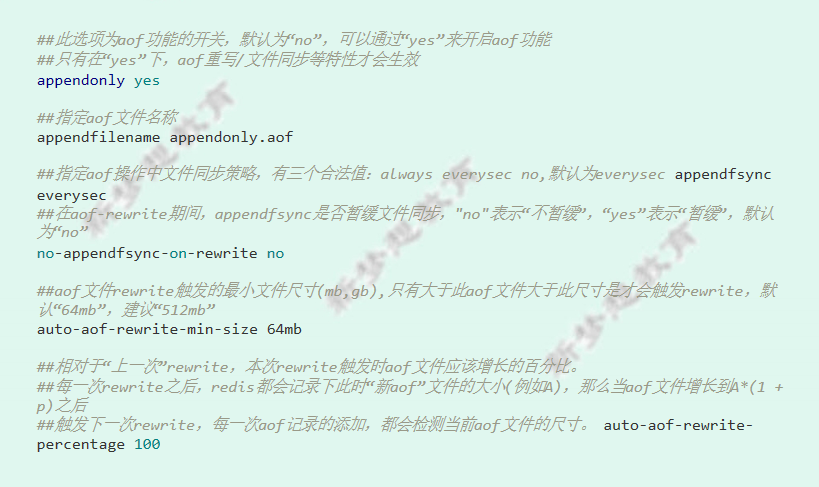 ##此选项为aof功能的开关，默认为“no”，可以通过“yes”来开启aof功能
##只有在“yes”下，aof重写/文件同步等特性才会生效
appendonly yes
##指定aof文件名称
appendfilename appendonly.aof
##指定aof操作中文件同步策略，有三个合法值：always everysec no,默认为everysec appendfsync
everysec
##在aof-rewrite期间，appendfsync是否暂缓文件同步，"no"表示“不暂缓”，“yes”表示“暂缓”，默认
为“no”
no-appendfsync-on-rewrite no
##aof文件rewrite触发的最小文件尺寸(mb,gb),只有大于此aof文件大于此尺寸是才会触发rewrite，默
认“64mb”，建议“512mb”
auto-aof-rewrite-min-size 64mb
##相对于“上一次”rewrite，本次rewrite触发时aof文件应该增长的百分比。
##每一次rewrite之后，redis都会记录下此时“新aof”文件的大小(例如A)，那么当aof文件增长到A*(1 +
p)之后
##触发下一次rewrite，每一次aof记录的添加，都会检测当前aof文件的尺寸。 auto-aof-rewrite-
percentage 100
新梦想教育
新梦想教育
新梦想教育